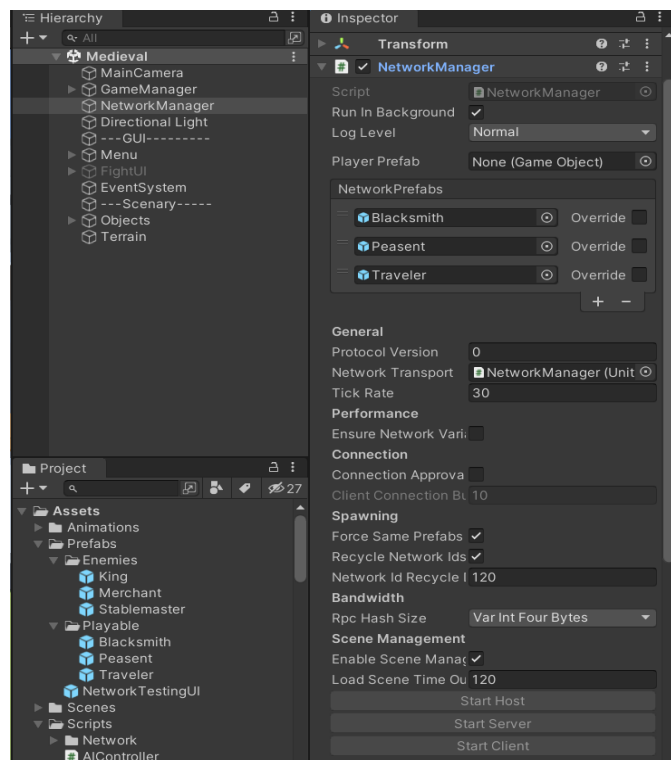 Hierarchy
All
Medieval
MainCamera
GameManager
NetworkManager
Directional Light
---GUI---------
Menu
FightUI
EventSystem
---Scenary-----
Objects
Terrain
Project
27
Assets
Animations
Prefabs
Enemies
King
Merchant
Stablemaster
Playable
Blacksmith
Peasent
Traveler
NetworkTestingUI
Scenes
Scripts
Network
AIController
Inspector
Transform
# NetworkManager
Script # NetworkManager
Run In Background
Log Level Normal
Player Prefab None (Game Object)
NetworkPrefabs
Blacksmith Override
Peasent Override
Traveler Override
+ −
General
Protocol Version 0
Network Transport # NetworkManager (Unit
Tick Rate 30
Performance
Ensure Network Varia
Connection
Connection Approva
Client Connection Bu 10
Spawning
Force Same Prefabs
Recycle Network Ids
Network Id Recycle I 120
Bandwidth
Rpc Hash Size Var Int Four Bytes
Scene Management
Enable Scene Manag
Load Scene Time Ou 120
Start Host
Start Server
Start Client